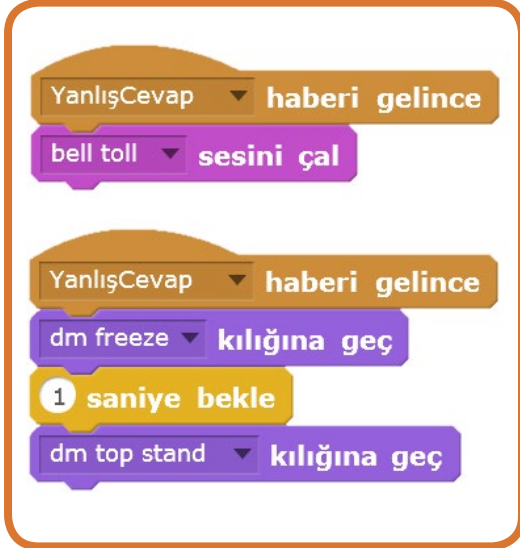 YanlışCevap haberi gelince
bell toll sesini çal
YanlışCevap haberi gelince
dm freeze kılığına geç
1 saniye bekle
dm top stand kılığına geç